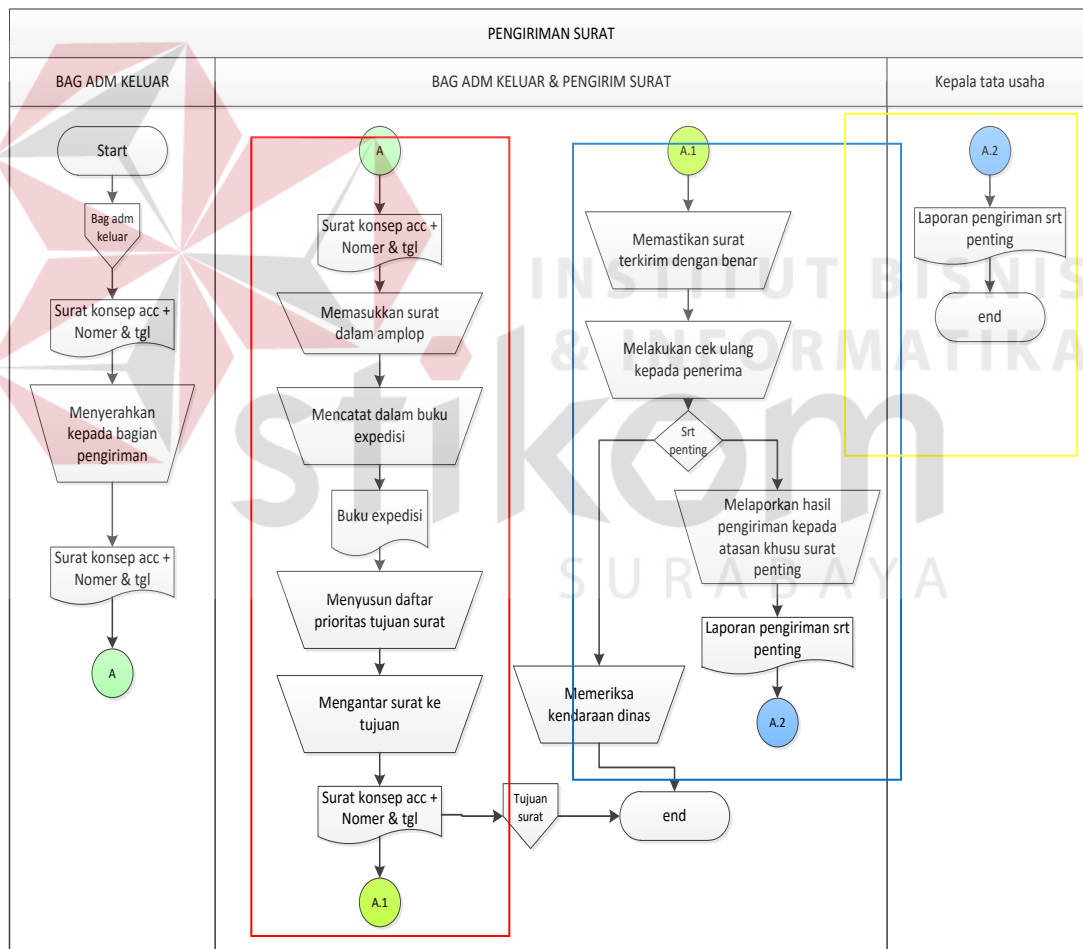 PENGIRIMAN SURAT
BAG ADM KELUAR
BAG ADM KELUAR & PENGIRIM SURAT
Kepala tata usaha
Start
Bag adm
keluar
Surat konsep acc +
Nomer & tgl
Menyerahkan
kepada bagian
pengiriman
Surat konsep acc +
Nomer & tgl
A
A
Surat konsep acc +
Nomer & tgl
Memasukkan surat
dalam amplop
Mencatat dalam buku
expedisi
Buku expedisi
Menyusun daftar
prioritas tujuan surat
Mengantar surat ke
tujuan
Surat konsep acc +
Nomer & tgl
A.1
Tujuan
surat
end
A.1
Memastikan surat
terkirim dengan benar
Melakukan cek ulang
kepada penerima
Srt
penting
Melaporkan hasil
pengiriman kepada
atasan khusu surat
penting
Laporan pengiriman srt
penting
A.2
Memeriksa
kendaraan dinas
A.2
Laporan pengiriman srt
penting
end
INSTITUT BISNIS
& INFORMATIKA
stikom
SURABAYA